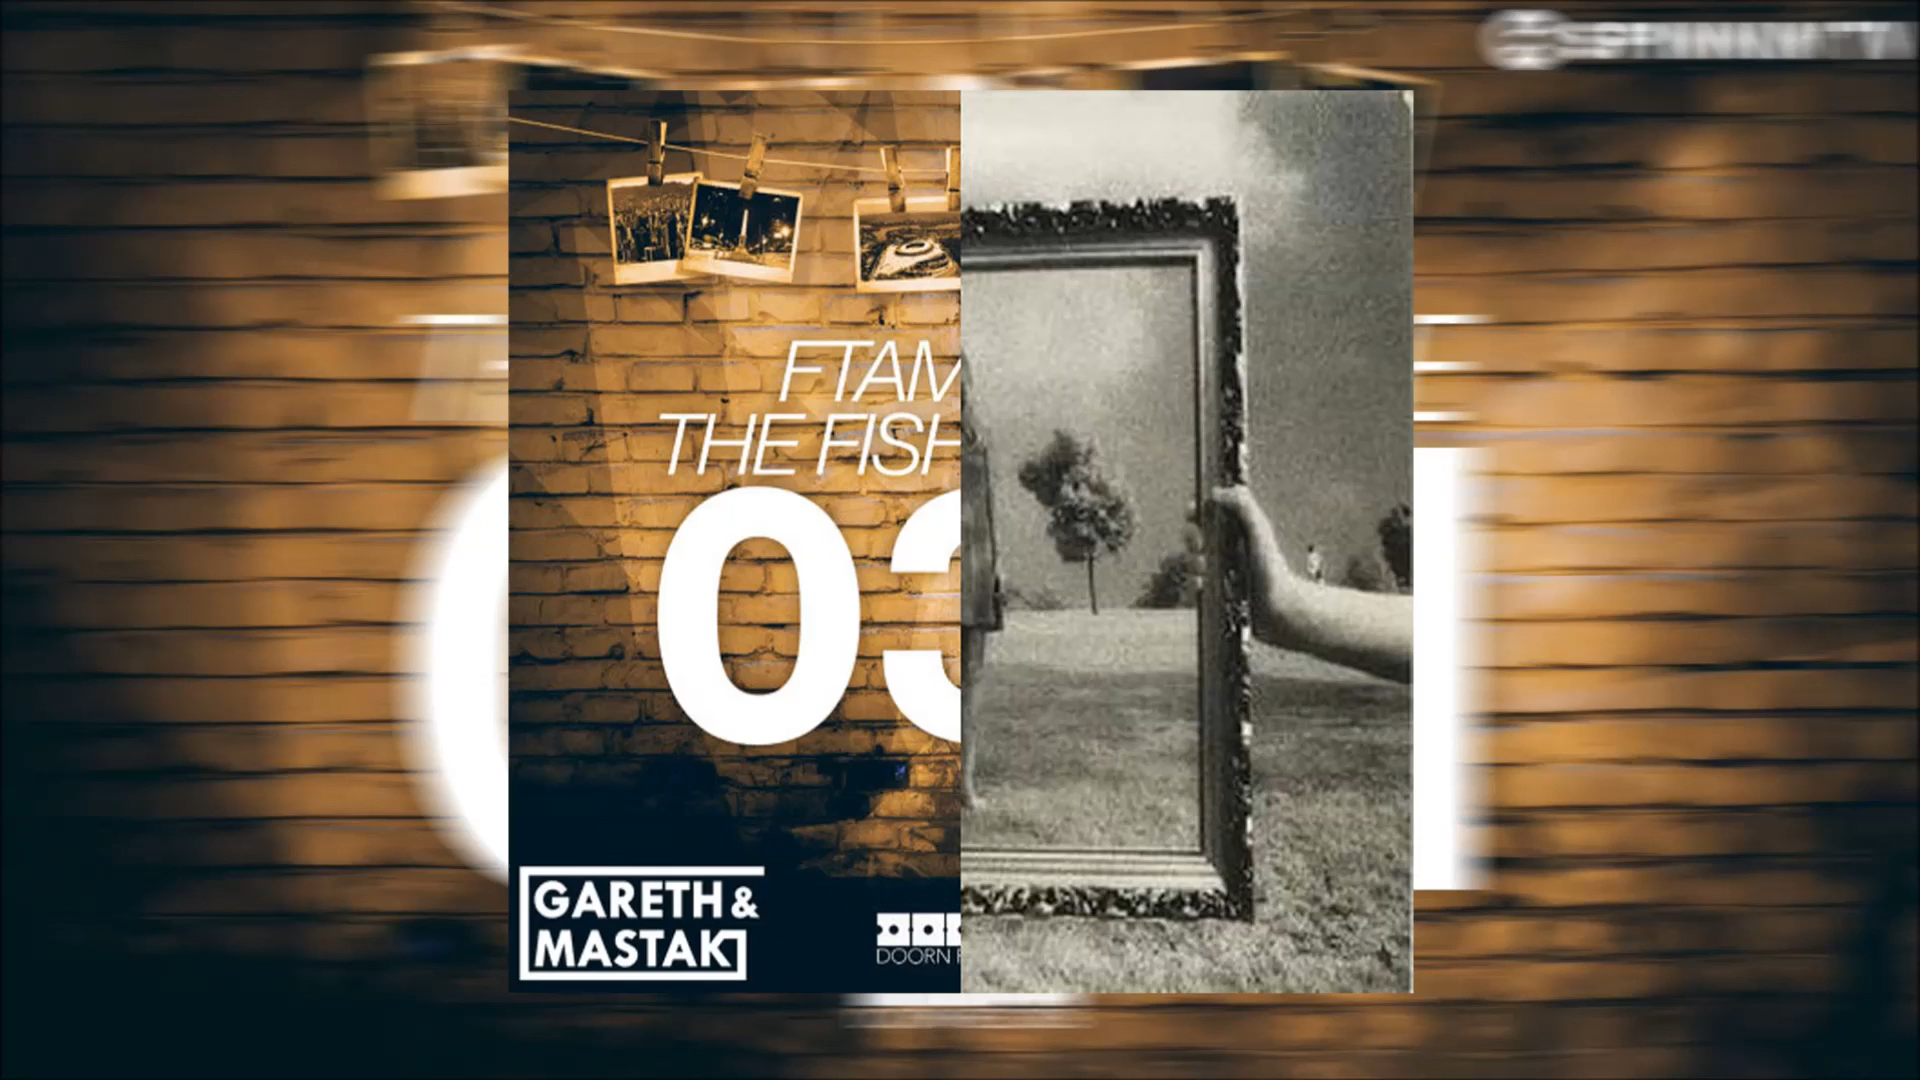 FTAM
THE FISH
03
GARETH &
MASTAK
DOORN